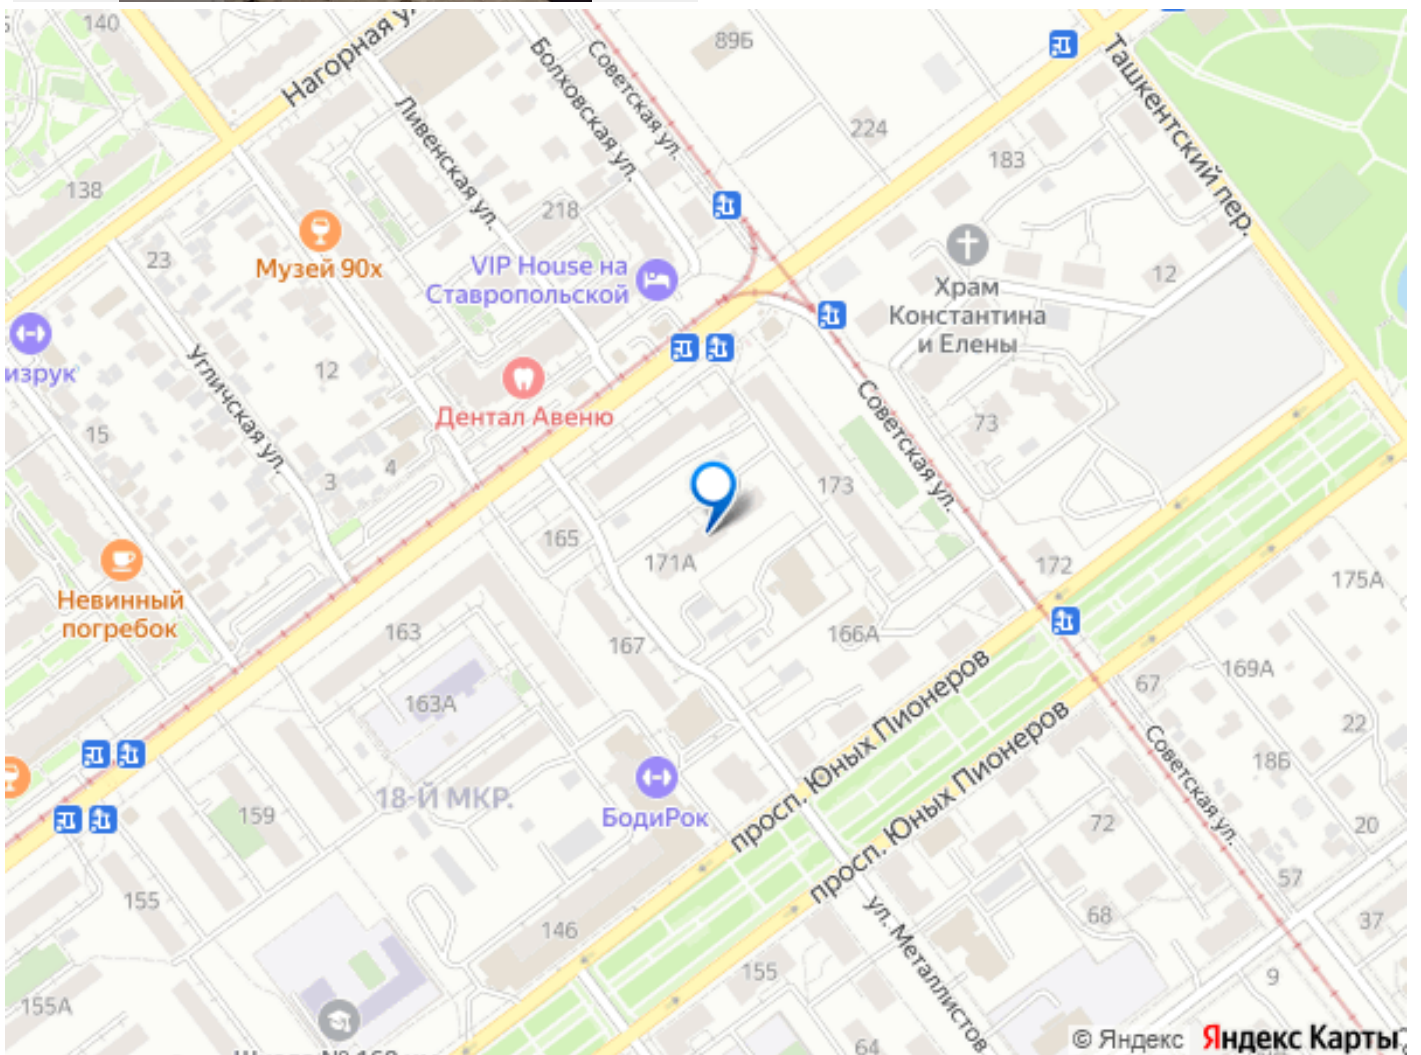 140
Нагорная ул.
Болховская ул.
Советская ул.
89Б
Ташкентский пер.
Ливенская ул.
224
183
138
218
23
Музей 90х
VIP House на
Ставропольской
12
Храм
Константина
и Елены
изрук
Угличская ул.
12
Дентал Авеню
Советская ул.
73
15
4
3
173
165
171А
172
175А
Невинный
погребок
163
167
166А
169А
67
163А
просп. Юных Пионеров
просп. Юных Пионеров
Советская ул.
22
18Б
18-Й МКР.
159
БодиРок
72
20
155
57
68
37
146
ул. Металлистов
155
9
155А
64
© Яндекс Яндекс Карты